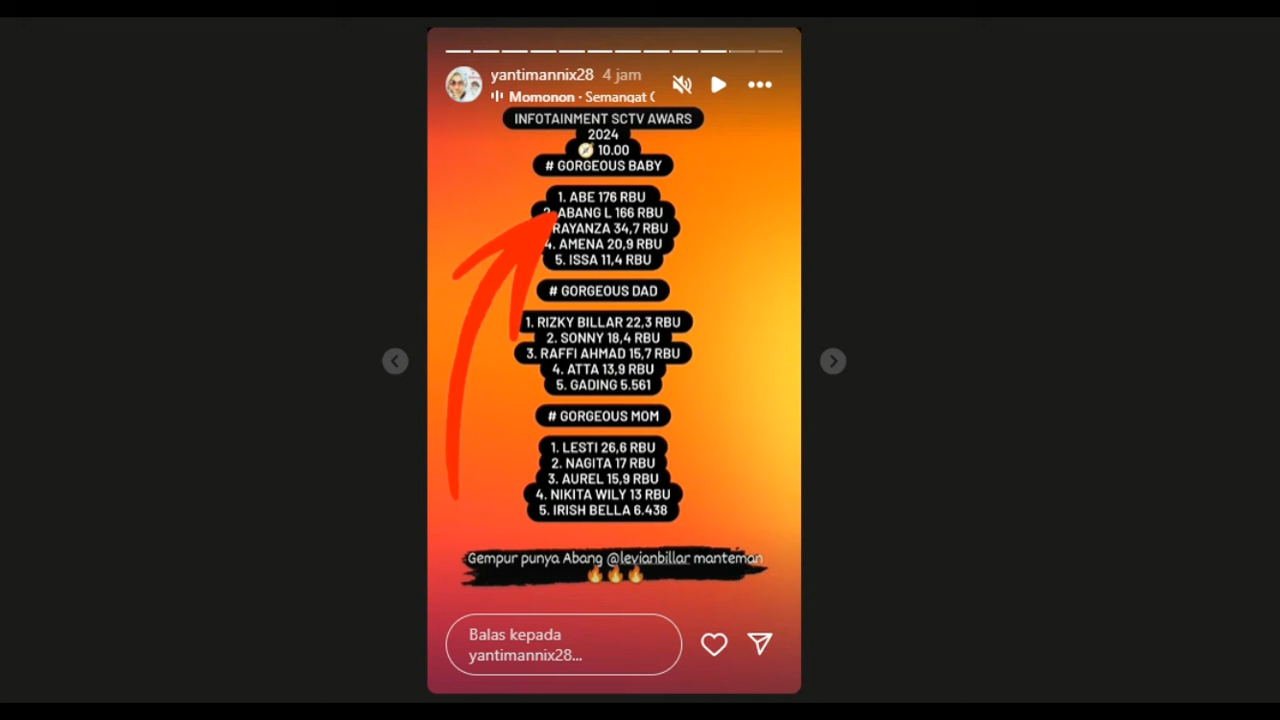 yantimannix28 4 jam
Momonon · Semangat
INFOTAINMENT SCTV AWARS
2024
10.00
# GORGEOUS BABY
1. ABE 176 RBU
2. ABANG L 166 RBU
RAYANZA 34,7 RBU
4. AMENA 20,9 RBU
5. ISSA 11,4 RBU
# GORGEOUS DAD
1. RIZKY BILLAR 22,3 RBU
2. SONNY 18,4 RBU
3. RAFFI AHMAD 15,7 RBU
4. ATTA 13,9 RBU
5. GADING 5.561
# GORGEOUS MOM
1. LESTI 26,6 RBU
2. NAGITA 17 RBU
3. AUREL 15,9 RBU
4. NIKITA WILY 13 RBU
5. IRISH BELLA 6.438
Gempur punya Abang @levianbillar manteman
Balas kepada
yantimannix28...